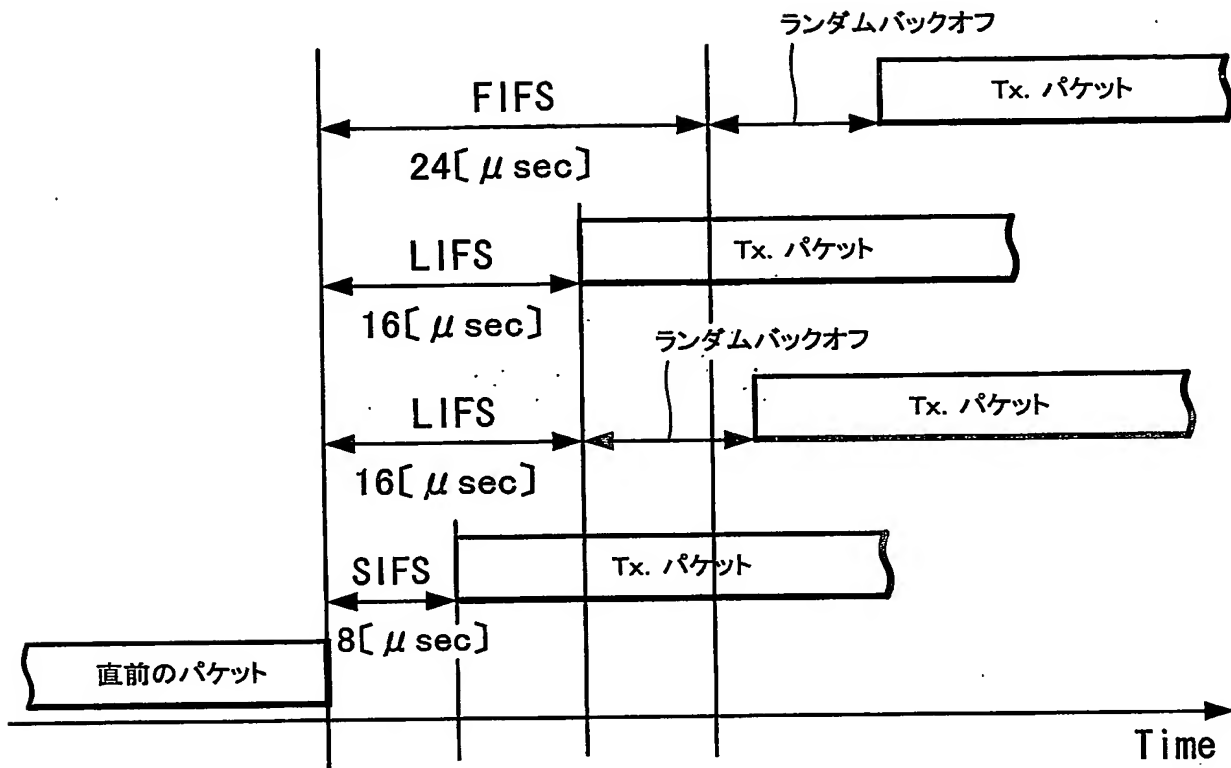 ランダムバックオフ
FIFS
Tx. パケット
24[μsec]
LIFS
Tx. パケット
16[μsec]
ランダムバックオフ
LIFS
Tx. パケット
16[μsec]
SIFS
Tx. パケット
8[μsec]
直前のパケット
Time